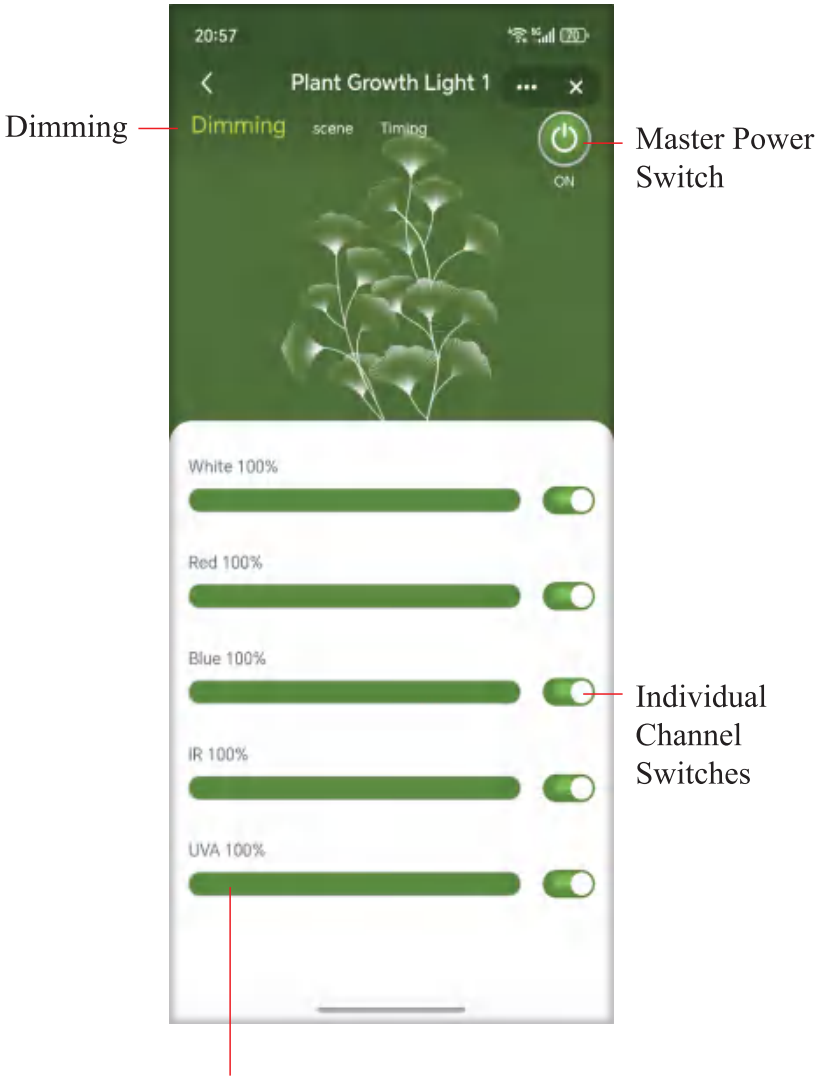 20:57
5G 70
Plant Growth Light 1
Dimming
Dimming scene Timing
Master Power
Switch
ON
White 100%
Red 100%
Blue 100%
Individual
Channel
Switches
IR 100%
UVA 100%